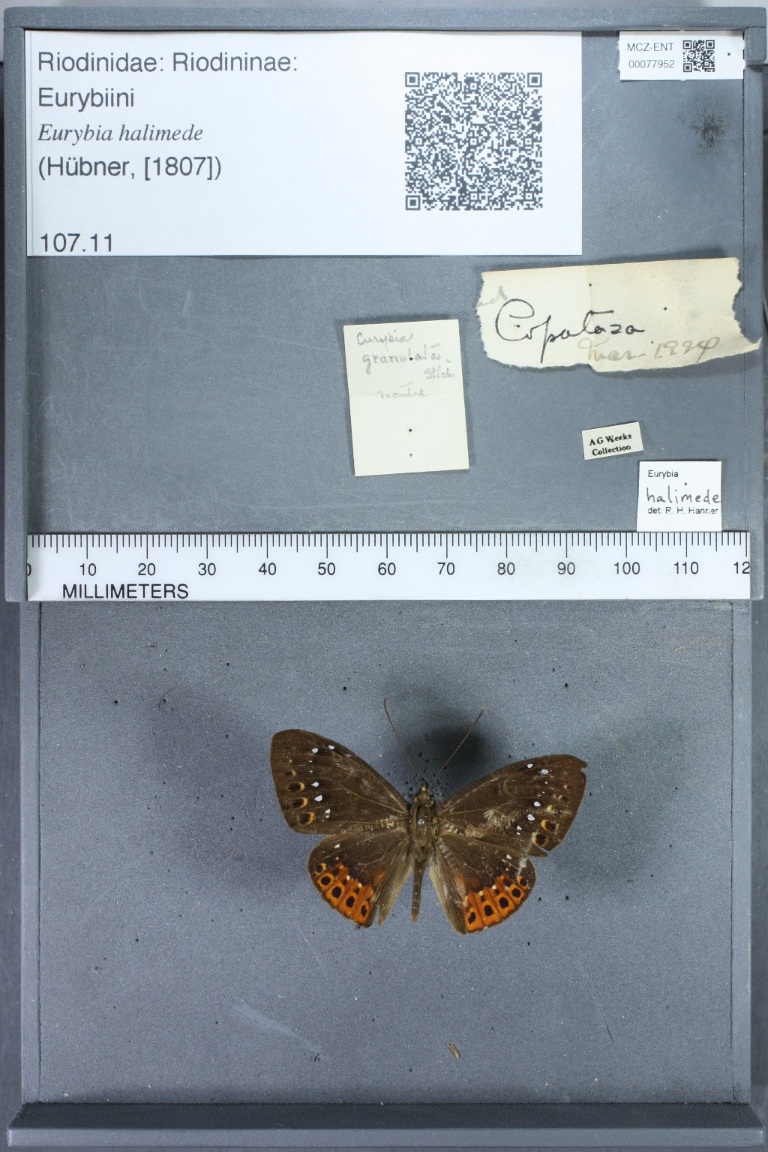 Riodinidae: Riodininae:
Eurybiini
Eurybia halimede
(Hübner, [1807])
107.11
MCZ-ENT
00077952
Copataza
Mar. 1924
Eurybia
granulata
Stich.
AG Weeks
Collection
Eurybia
halimede
det. R. H. Hanner
0 10 20 30 40 50 60 70 80 90 100 110 12
MILLIMETERS